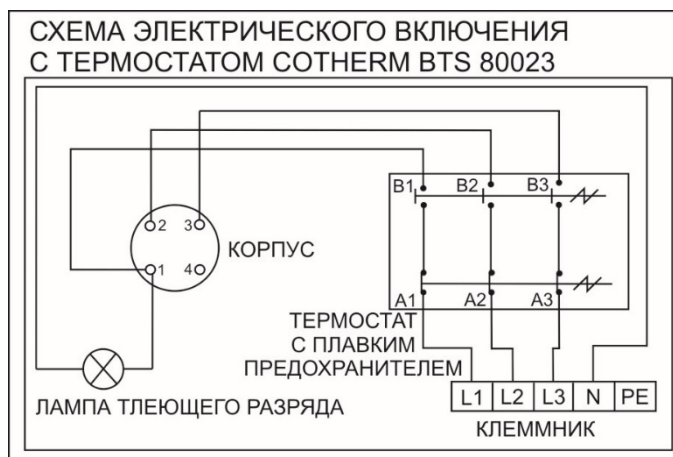 СХЕМА ЭЛЕКТРИЧЕСКОГО ВКЛЮЧЕНИЯ
С ТЕРМОСТАТОМ COTHERM BTS 80023
B1 B2 B3
2 3
КОРПУС
1 4
A1 A2 A3
ТЕРМОСТАТ
С ПЛАВКИМ
ПРЕДОХРАНИТЕЛЕМ
L1 L2 L3 N PE
ЛАМПА ТЛЕЮЩЕГО РАЗРЯДА
КЛЕММНИК